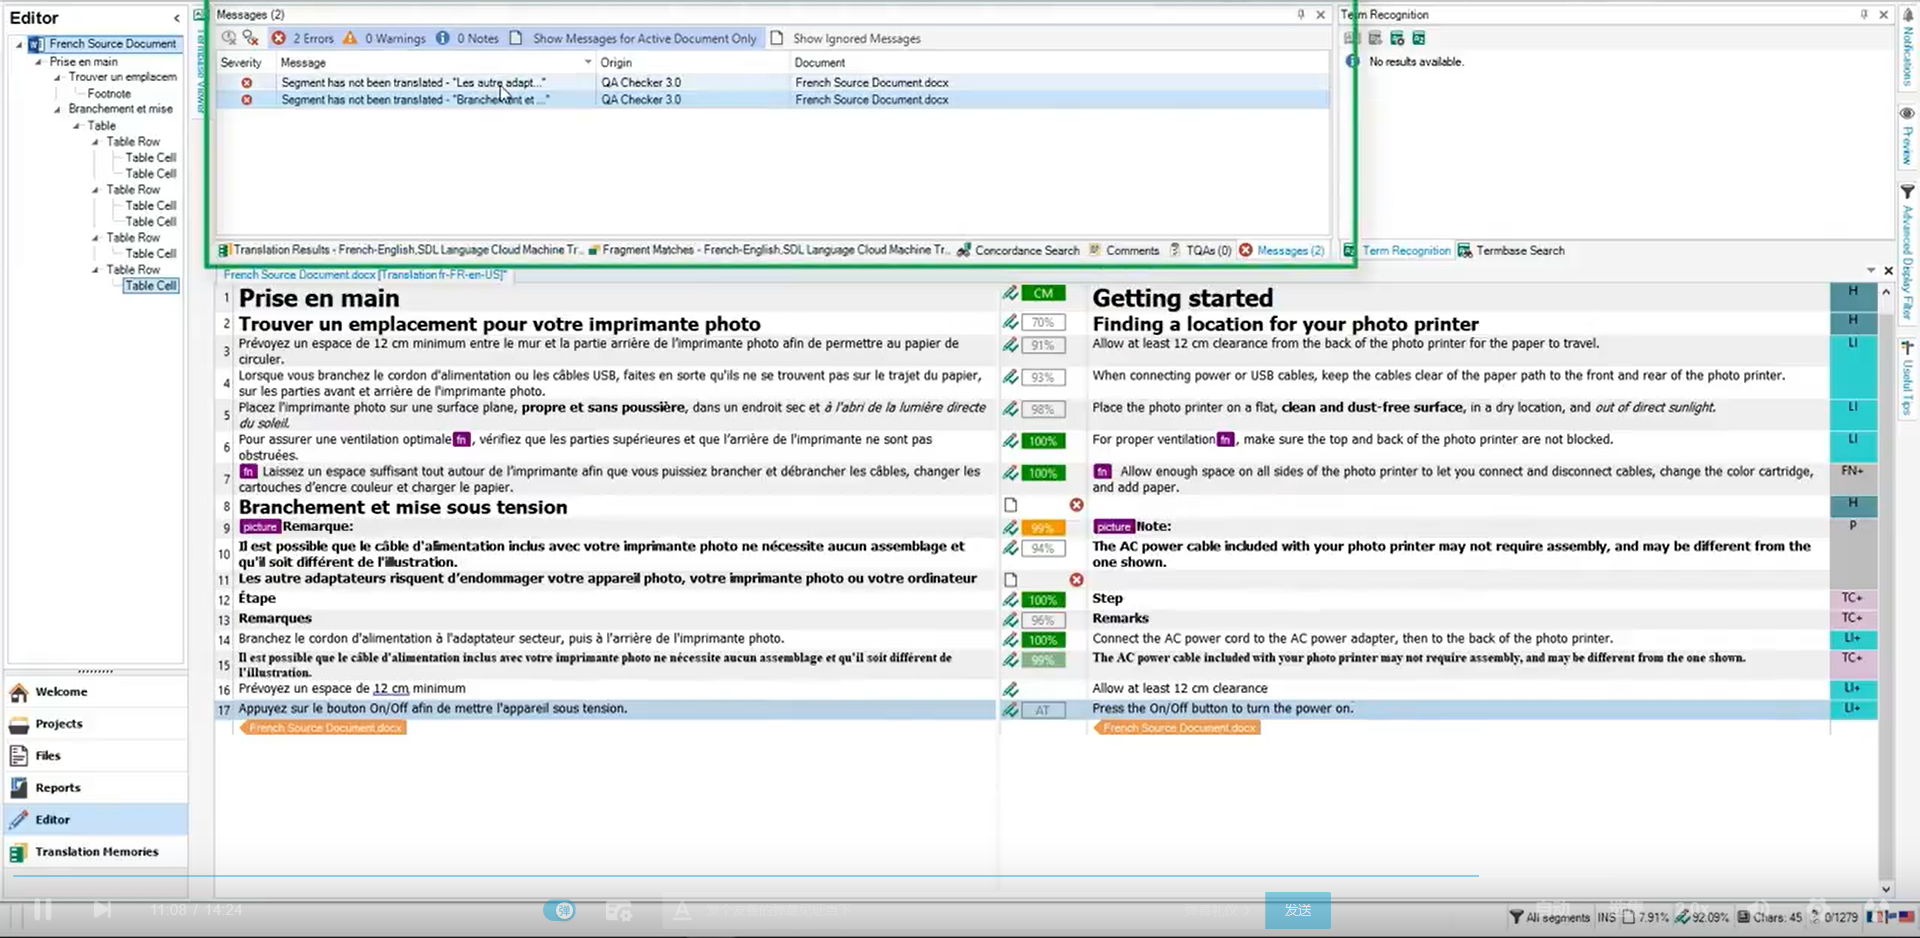 Editor
French Source Document
Prise en main
Trouver un emplacem
Footnote
Branchement et mise
Table
Table Row
Table Cell
Table Cell
Table Row
Table Cell
Table Cell
Table Row
Table Cell
Table Row
Table Cell
Welcome
Projects
Files
Reports
Editor
Translation Memories
Termbase Viewer
Messages (2)
2 Errors 0 Warnings 0 Notes Show Messages for Active Document Only Show Ignored Messages
Severity Message Origin Document
Segment has not been translated - "Les autre adapt..." QA Checker 3.0 French Source Document.docx
Segment has not been translated - "Branchement et ..." QA Checker 3.0 French Source Document.docx
Translation Results - French-English,SDL Language Cloud Machine Tr... Fragment Matches - French-English,SDL Language Cloud Machine Tr... Concordance Search Comments TQAs (0) Messages (2)
Term Recognition
No results available.
Term Recognition Termbase Search
Notifications
Preview
Advanced Display Filter
Useful Tips
French Source Document.docx [Translation fr-FR-en-US]*
1 Prise en main CM Getting started H
2 Trouver un emplacement pour votre imprimante photo 70% Finding a location for your photo printer H
3 Prévoyez un espace de 12 cm minimum entre le mur et la partie arrière de l'imprimante photo afin de permettre au papier de 91% Allow at least 12 cm clearance from the back of the photo printer for the paper to travel. LI
circuler.
4 Lorsque vous branchez le cordon d'alimentation ou les câbles USB, faites en sorte qu'ils ne se trouvent pas sur le trajet du papier, 93% When connecting power or USB cables, keep the cables clear of the paper path to the front and rear of the photo printer.
sur les parties avant et arrière de l'imprimante photo.
5 Placez l'imprimante photo sur une surface plane, propre et sans poussière, dans un endroit sec et à l'abri de la lumière directe 98% Place the photo printer on a flat, clean and dust-free surface, in a dry location, and out of direct sunlight. LI
du soleil.
6 Pour assurer une ventilation optimale fn , vérifiez que les parties supérieures et que l'arrière de l'imprimante ne sont pas 100% For proper ventilation fn , make sure the top and back of the photo printer are not blocked. LI
obstruées.
7 fn Laissez un espace suffisant tout autour de l'imprimante afin que vous puissiez brancher et débrancher les câbles, changer les 100% fn Allow enough space on all sides of the photo printer to let you connect and disconnect cables, change the color cartridge, FN+
cartouches d'encre couleur et charger le papier. and add paper.
8 Branchement et mise sous tension H
9 picture Remarque: 99% picture Note: P
10 Il est possible que le câble d'alimentation inclus avec votre imprimante photo ne nécessite aucun assemblage et 94% The AC power cable included with your photo printer may not require assembly, and may be different from the
qu'il soit différent de l'illustration. one shown.
11 Les autre adaptateurs risquent d'endommager votre appareil photo, votre imprimante photo ou votre ordinateur
12 Étape 100% Step TC+
13 Remarques 96% Remarks TC+
14 Branchez le cordon d'alimentation à l'adaptateur secteur, puis à l'arrière de l'imprimante photo. 100% Connect the AC power cord to the AC power adapter, then to the back of the photo printer. LI+
15 Il est possible que le câble d'alimentation inclus avec votre imprimante photo ne nécessite aucun assemblage et qu'il soit différent de 99% The AC power cable included with your photo printer may not require assembly, and may be different from the one shown. TC+
l'illustration.
16 Prévoyez un espace de 12 cm minimum Allow at least 12 cm clearance LI+
17 Appuyez sur le bouton On/Off afin de mettre l'appareil sous tension. AT Press the On/Off button to turn the power on. LI+
French Source Document.docx French Source Document.docx
11:08 / 14:24 弹 发送
All segments INS 7.91% 92.09% Chars: 45 0/1279